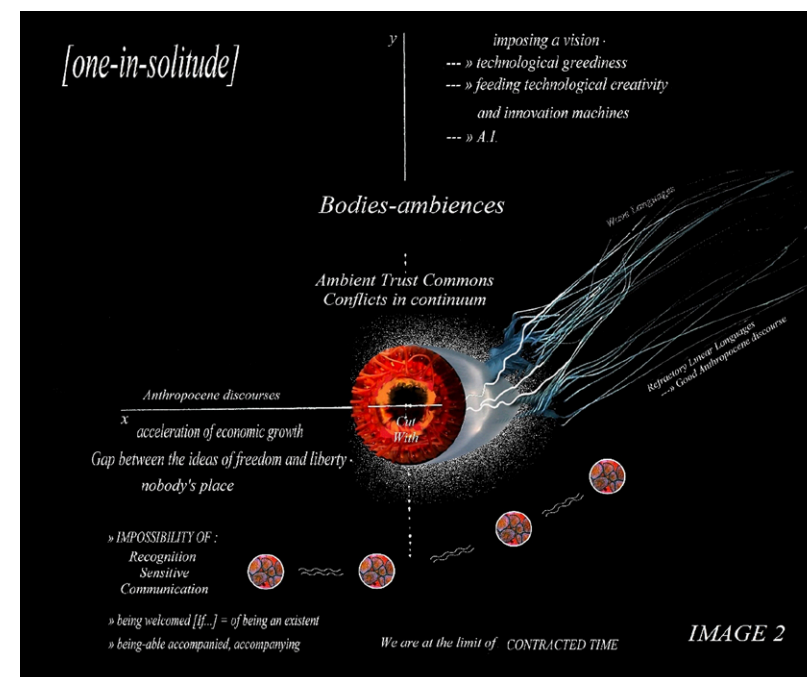 [one-in-solitude]
y
imposing a vision -
--- » technological greediness
--- » feeding technological creativity
and innovation machines
--- » A.I.
Bodies-ambiences
Wave Languages
Ambient Trust Commons
Conflicts in continuum
Refractory Linear Languages
---» Good Anthropocene discourse
Anthropocene discourses
x
Cut
With
acceleration of economic growth
Gap between the ideas of freedom and liberty -
nobody's place
» IMPOSSIBILITY OF :
Recognition
Sensitive
Communication
» being welcomed [if...] = of being an existent
» being-able accompanied, accompanying
We are at the limit of CONTRACTED TIME
IMAGE 2